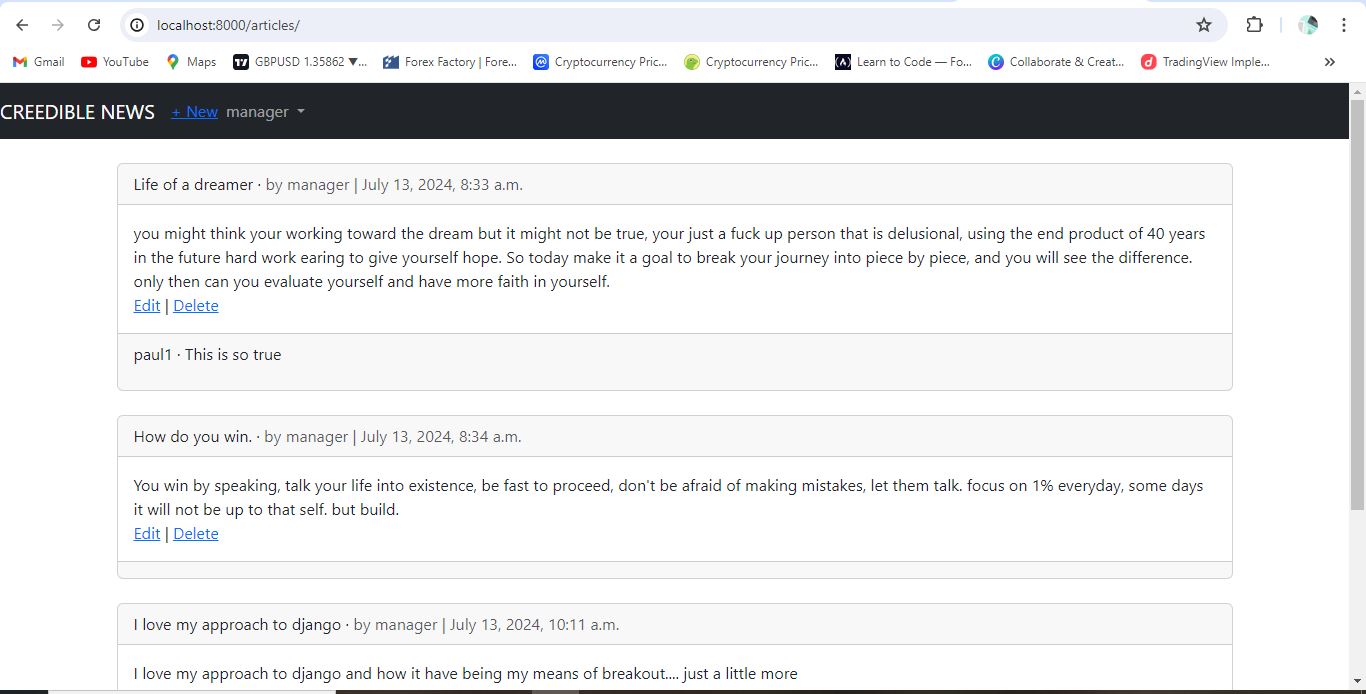 localhost:8000/articles/
Gmail YouTube Maps GBPUSD 1.35862 ▼... Forex Factory | Fore... Cryptocurrency Pric... Cryptocurrency Pric... Learn to Code — Fo... Collaborate & Creat... TradingView Imple... »
CREEDIBLE NEWS + New manager
Life of a dreamer · by manager | July 13, 2024, 8:33 a.m.
you might think your working toward the dream but it might not be true, your just a fuck up person that is delusional, using the end product of 40 years
in the future hard work earing to give yourself hope. So today make it a goal to break your journey into piece by piece, and you will see the difference.
only then can you evaluate yourself and have more faith in yourself.
Edit | Delete
paul1 · This is so true
How do you win. · by manager | July 13, 2024, 8:34 a.m.
You win by speaking, talk your life into existence, be fast to proceed, don't be afraid of making mistakes, let them talk. focus on 1% everyday, some days
it will not be up to that self. but build.
Edit | Delete
I love my approach to django · by manager | July 13, 2024, 10:11 a.m.
I love my approach to django and how it have being my means of breakout.... just a little more